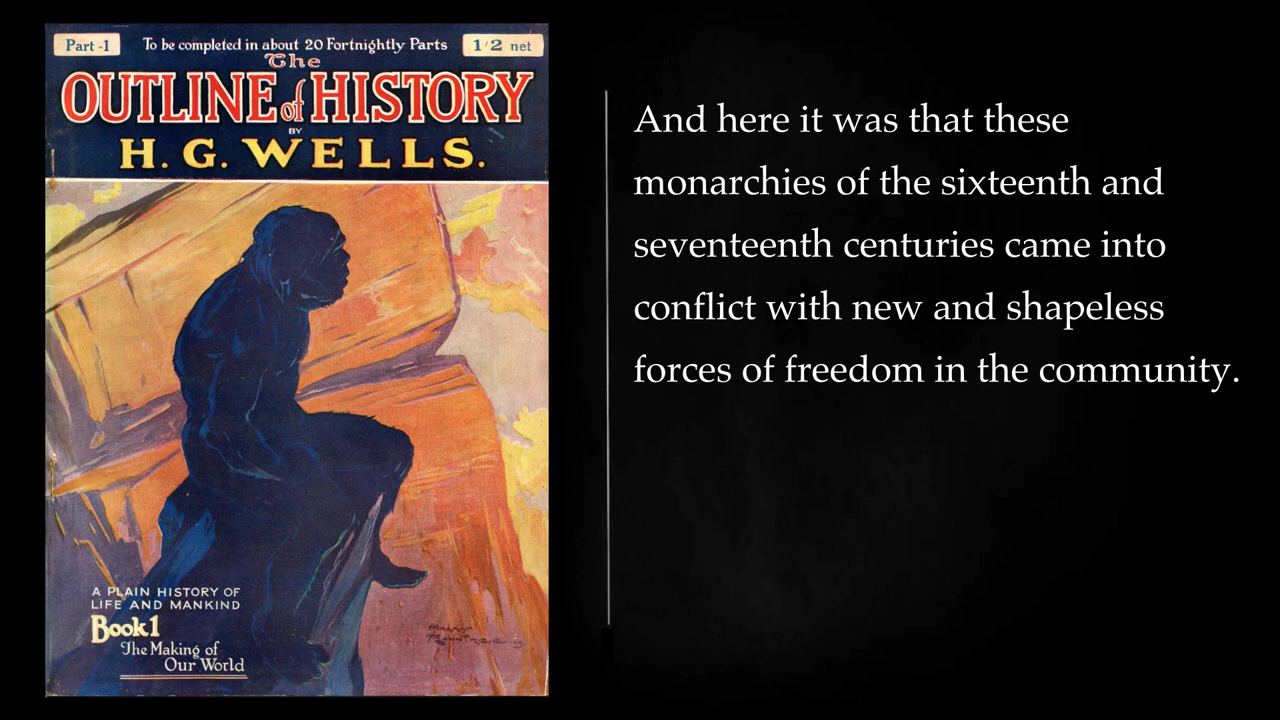 Part -1
To be completed in about 20 Fortnightly Parts
1/2 net
The
OUTLINE of HISTORY
BY
H. G. WELLS.
A PLAIN HISTORY OF
LIFE AND MANKIND
Book 1
The Making of
Our World
And here it was that these
monarchies of the sixteenth and
seventeenth centuries came into
conflict with new and shapeless
forces of freedom in the community.